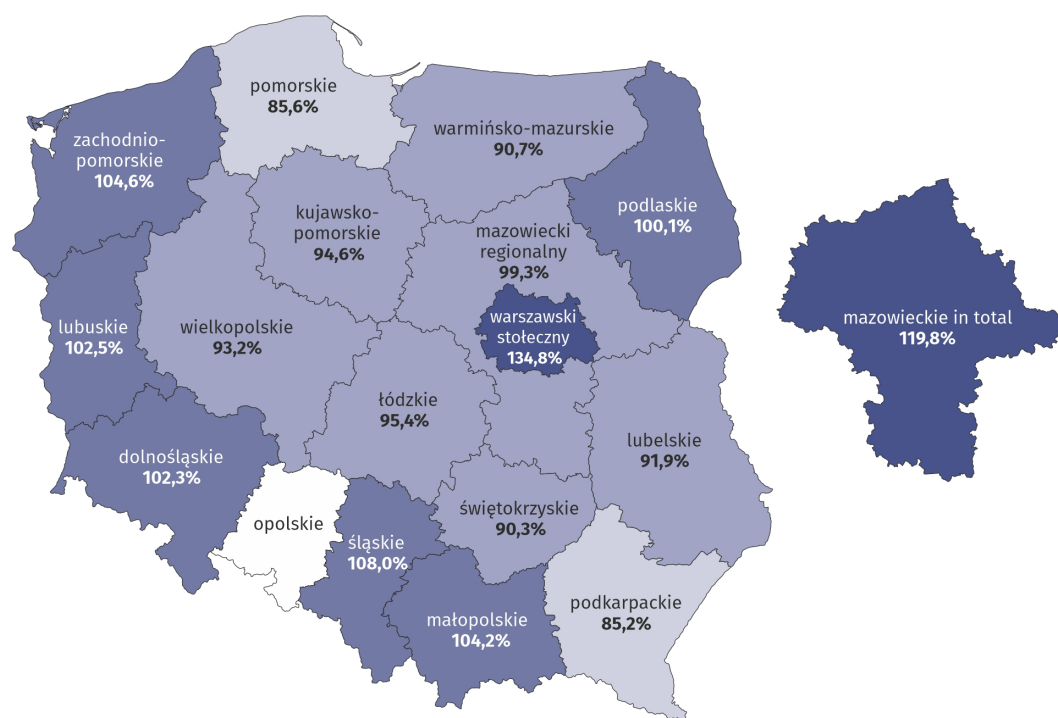 pomorskie
85,6%
warmińsko-mazurskie
90,7%
zachodnio-
pomorskie
104,6%
podlaskie
100,1%
kujawsko-
pomorskie
94,6%
mazowiecki
regionalny
99,3%
warszawski
stołeczny
134,8%
mazowieckie in total
119,8%
lubuskie
102,5%
wielkopolskie
93,2%
łódzkie
95,4%
lubelskie
91,9%
dolnośląskie
102,3%
opolskie
świętokrzyskie
90,3%
śląskie
108,0%
małopolskie
104,2%
podkarpackie
85,2%